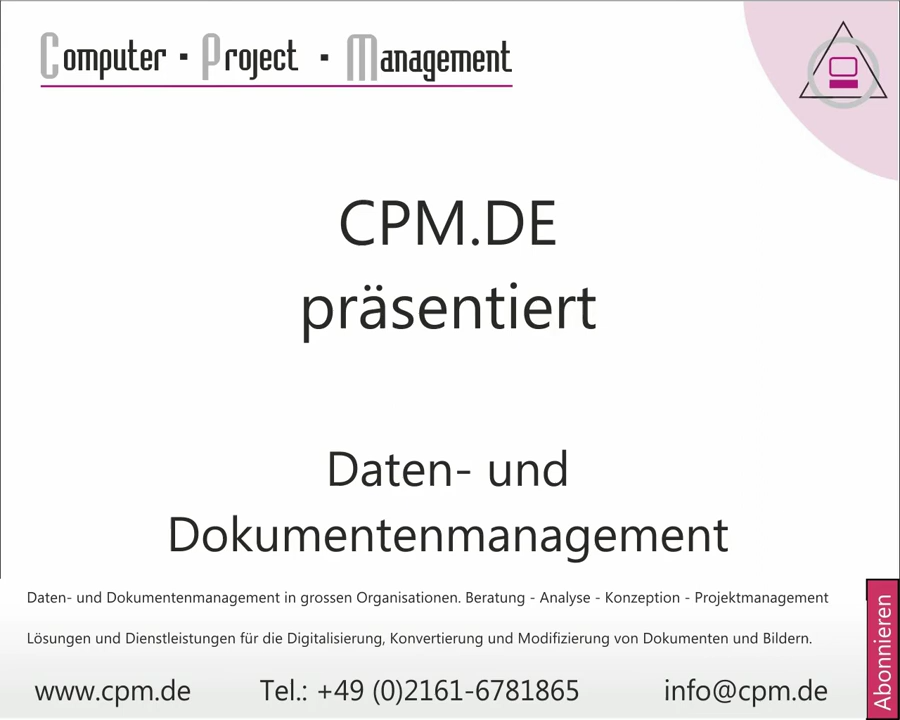 Computer · Project · Management
CPM.DE
präsentiert
Daten- und
Dokumentenmanagement
Daten- und Dokumentenmanagement in grossen Organisationen. Beratung - Analyse - Konzeption - Projektmanagement
Lösungen und Dienstleistungen für die Digitalisierung, Konvertierung und Modifizierung von Dokumenten und Bildern.
www.cpm.de Tel.: +49 (0)2161-6781865 info@cpm.de
Abonnieren